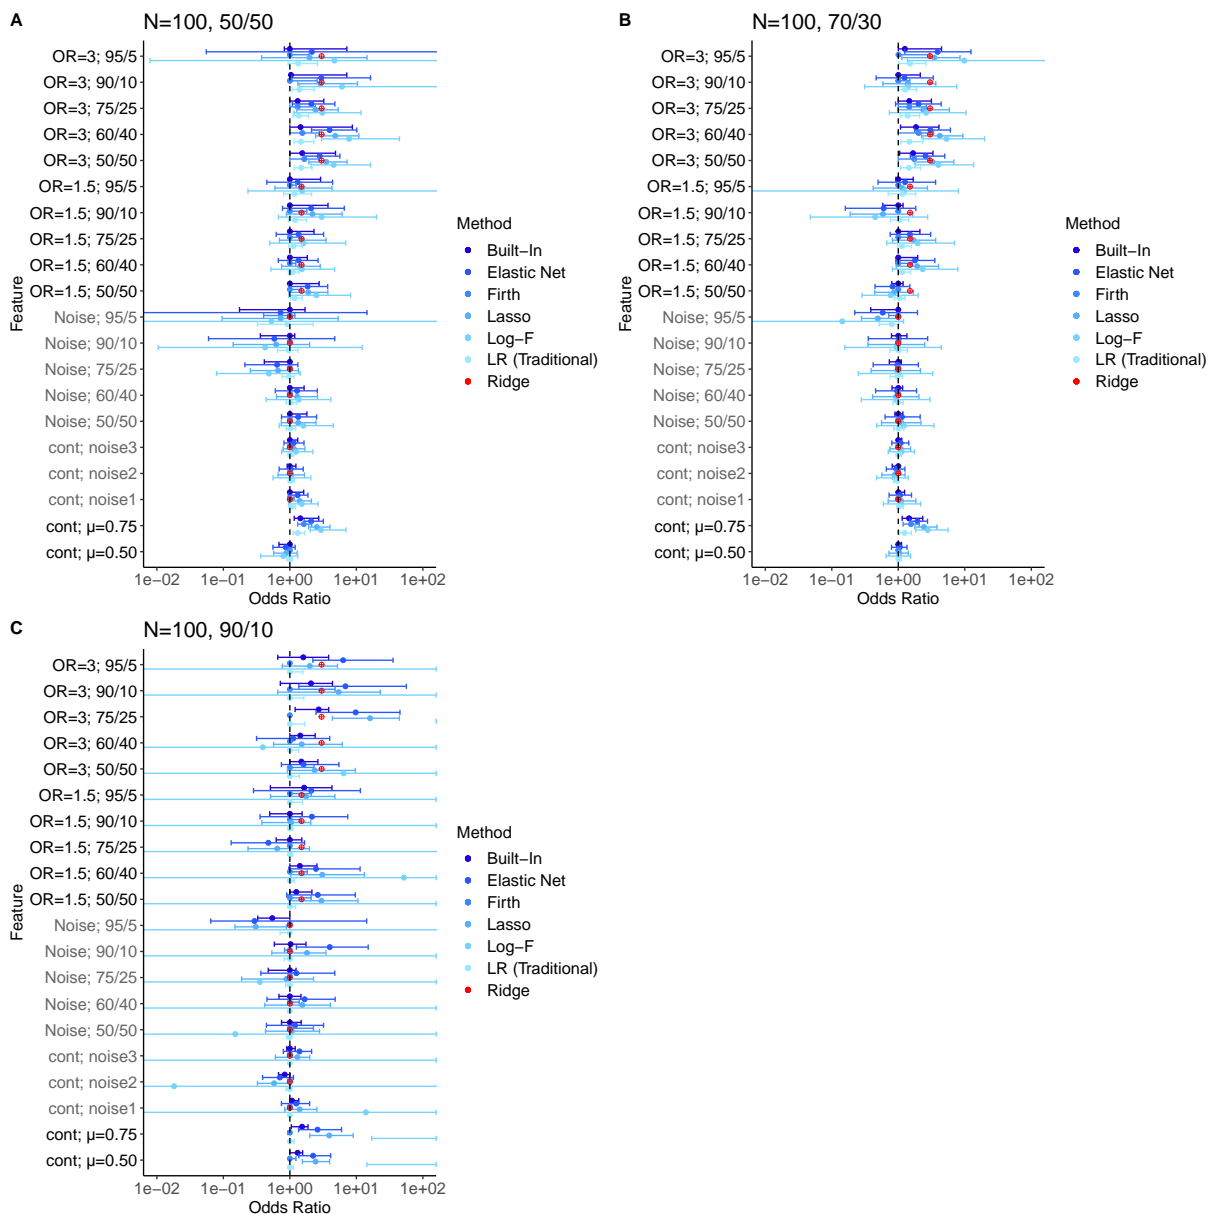 A
N=100, 50/50
Feature
OR=3; 95/5
OR=3; 90/10
OR=3; 75/25
OR=3; 60/40
OR=3; 50/50
OR=1.5; 95/5
OR=1.5; 90/10
OR=1.5; 75/25
OR=1.5; 60/40
OR=1.5; 50/50
Noise; 95/5
Noise; 90/10
Noise; 75/25
Noise; 60/40
Noise; 50/50
cont; noise3
cont; noise2
cont; noise1
cont; μ=0.75
cont; μ=0.50
1e−02 1e−01 1e+00 1e+01 1e+02
Odds Ratio
Method
Built−In
Elastic Net
Firth
Lasso
Log−F
LR (Traditional)
Ridge
B
N=100, 70/30
Feature
OR=3; 95/5
OR=3; 90/10
OR=3; 75/25
OR=3; 60/40
OR=3; 50/50
OR=1.5; 95/5
OR=1.5; 90/10
OR=1.5; 75/25
OR=1.5; 60/40
OR=1.5; 50/50
Noise; 95/5
Noise; 90/10
Noise; 75/25
Noise; 60/40
Noise; 50/50
cont; noise3
cont; noise2
cont; noise1
cont; μ=0.75
cont; μ=0.50
1e−02 1e−01 1e+00 1e+01 1e+02
Odds Ratio
Method
Built−In
Elastic Net
Firth
Lasso
Log−F
LR (Traditional)
Ridge
C
N=100, 90/10
Feature
OR=3; 95/5
OR=3; 90/10
OR=3; 75/25
OR=3; 60/40
OR=3; 50/50
OR=1.5; 95/5
OR=1.5; 90/10
OR=1.5; 75/25
OR=1.5; 60/40
OR=1.5; 50/50
Noise; 95/5
Noise; 90/10
Noise; 75/25
Noise; 60/40
Noise; 50/50
cont; noise3
cont; noise2
cont; noise1
cont; μ=0.75
cont; μ=0.50
1e−02 1e−01 1e+00 1e+01 1e+02
Odds Ratio
Method
Built−In
Elastic Net
Firth
Lasso
Log−F
LR (Traditional)
Ridge